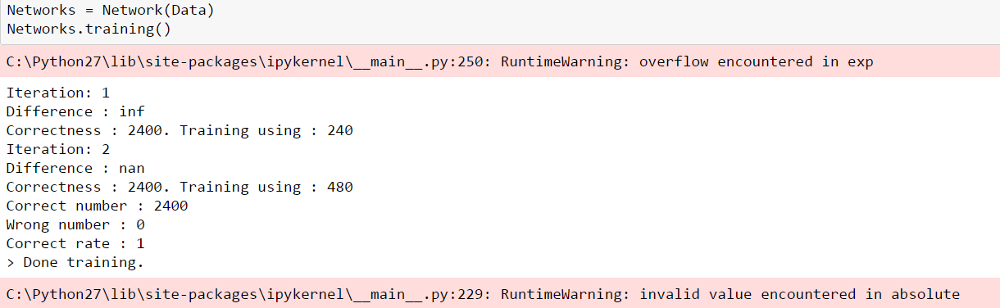 Networks = Network(Data)
Networks.training()
C:\Python27\lib\site-packages\ipykernel\__main__.py:250: RuntimeWarning: overflow encountered in exp
Iteration: 1
Difference : inf
Correctness : 2400. Training using : 240
Iteration: 2
Difference : nan
Correctness : 2400. Training using : 480
Correct number : 2400
Wrong number : 0
Correct rate : 1
> Done training.
C:\Python27\lib\site-packages\ipykernel\__main__.py:229: RuntimeWarning: invalid value encountered in absolute